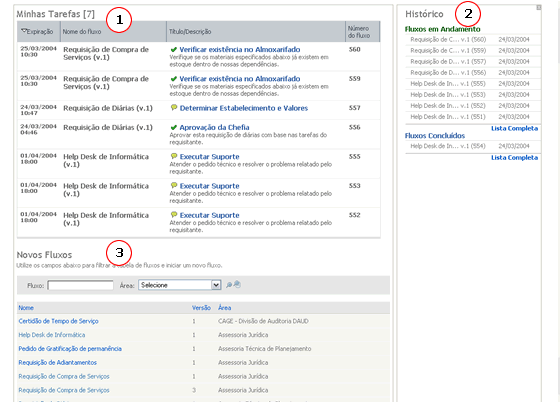 Minhas Tarefas [7]
1
Expiração Nome do fluxo Título/Descrição Número do fluxo
25/03/2004 10:30 Requisição de Compra de Serviços (v.1) Verificar existência no Almoxarifado 560
Verifique se os materiais especificados abaixo já existem em estoque dentro de nossas dependências.
25/03/2004 10:30 Requisição de Compra de Serviços (v.1) Verificar existência no Almoxarifado 559
Verifique se os materiais especificados abaixo já existem em estoque dentro de nossas dependências.
24/03/2004 10:47 Requisição de Diárias (v.1) Determinar Estabelecimento e Valores 557
24/03/2004 04:46 Requisição de Diárias (v.1) Aprovação da Chefia 556
Aprovar esta requisição de diárias com base nas tarefas do requisitante.
01/04/2004 18:00 Help Desk de Informática (v.1) Executar Suporte 555
Atender o pedido técnico e resolver o problema relatado pelo requisitante.
01/04/2004 18:00 Help Desk de Informática (v.1) Executar Suporte 553
Atender o pedido técnico e resolver o problema relatado pelo requisitante.
01/04/2004 18:00 Help Desk de Informática (v.1) Executar Suporte 552
Atender o pedido técnico e resolver o problema relatado pelo requisitante.
Histórico
2
Fluxos em Andamento
Requisição de C... v.1 (560) 24/03/2004
Requisição de C... v.1 (559) 24/03/2004
Requisição de D... v.1 (557) 24/03/2004
Requisição de D... v.1 (556) 24/03/2004
Help Desk de In... v.1 (555) 24/03/2004
Help Desk de In... v.1 (553) 24/03/2004
Help Desk de In... v.1 (552) 24/03/2004
Help Desk de In... v.1 (551) 24/03/2004
Lista Completa
Fluxos Concluídos
Help Desk de In... v.1 (554) 24/03/2004
Lista Completa
Novos Fluxos
3
Utilize os campos abaixo para filtrar a tabela de fluxos e iniciar um novo fluxo.
Fluxo: Área: Selecione
Nome Versão Área
Certidão de Tempo de Serviço 1 CAGE - Divisão de Auditoria DAUD
Help Desk de Informática 1 Assessoria Jurídica
Pedido de Gratificação de permanência 1 Assejsoria Técnica de Planejamento
Requisição de Adiantamentos 1 Assessoria Jurídica
Requisição de Compra de Serviços 1 Assessoria Jurídica
Requisição de Compra de Serviços 3 Assessoria Jurídica